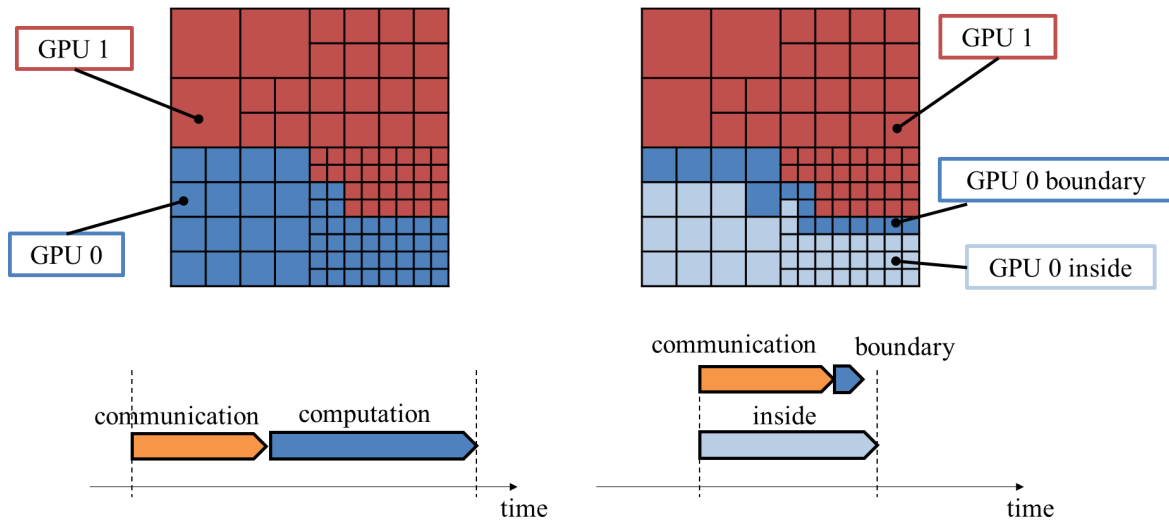 GPU 1
GPU 0
communication
computation
time
GPU 1
GPU 0 boundary
GPU 0 inside
communication
boundary
inside
time